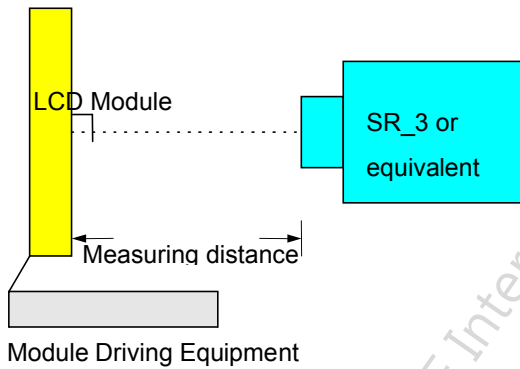 LCD Module
SR_3 or
equivalent
Measuring distance
Module Driving Equipment